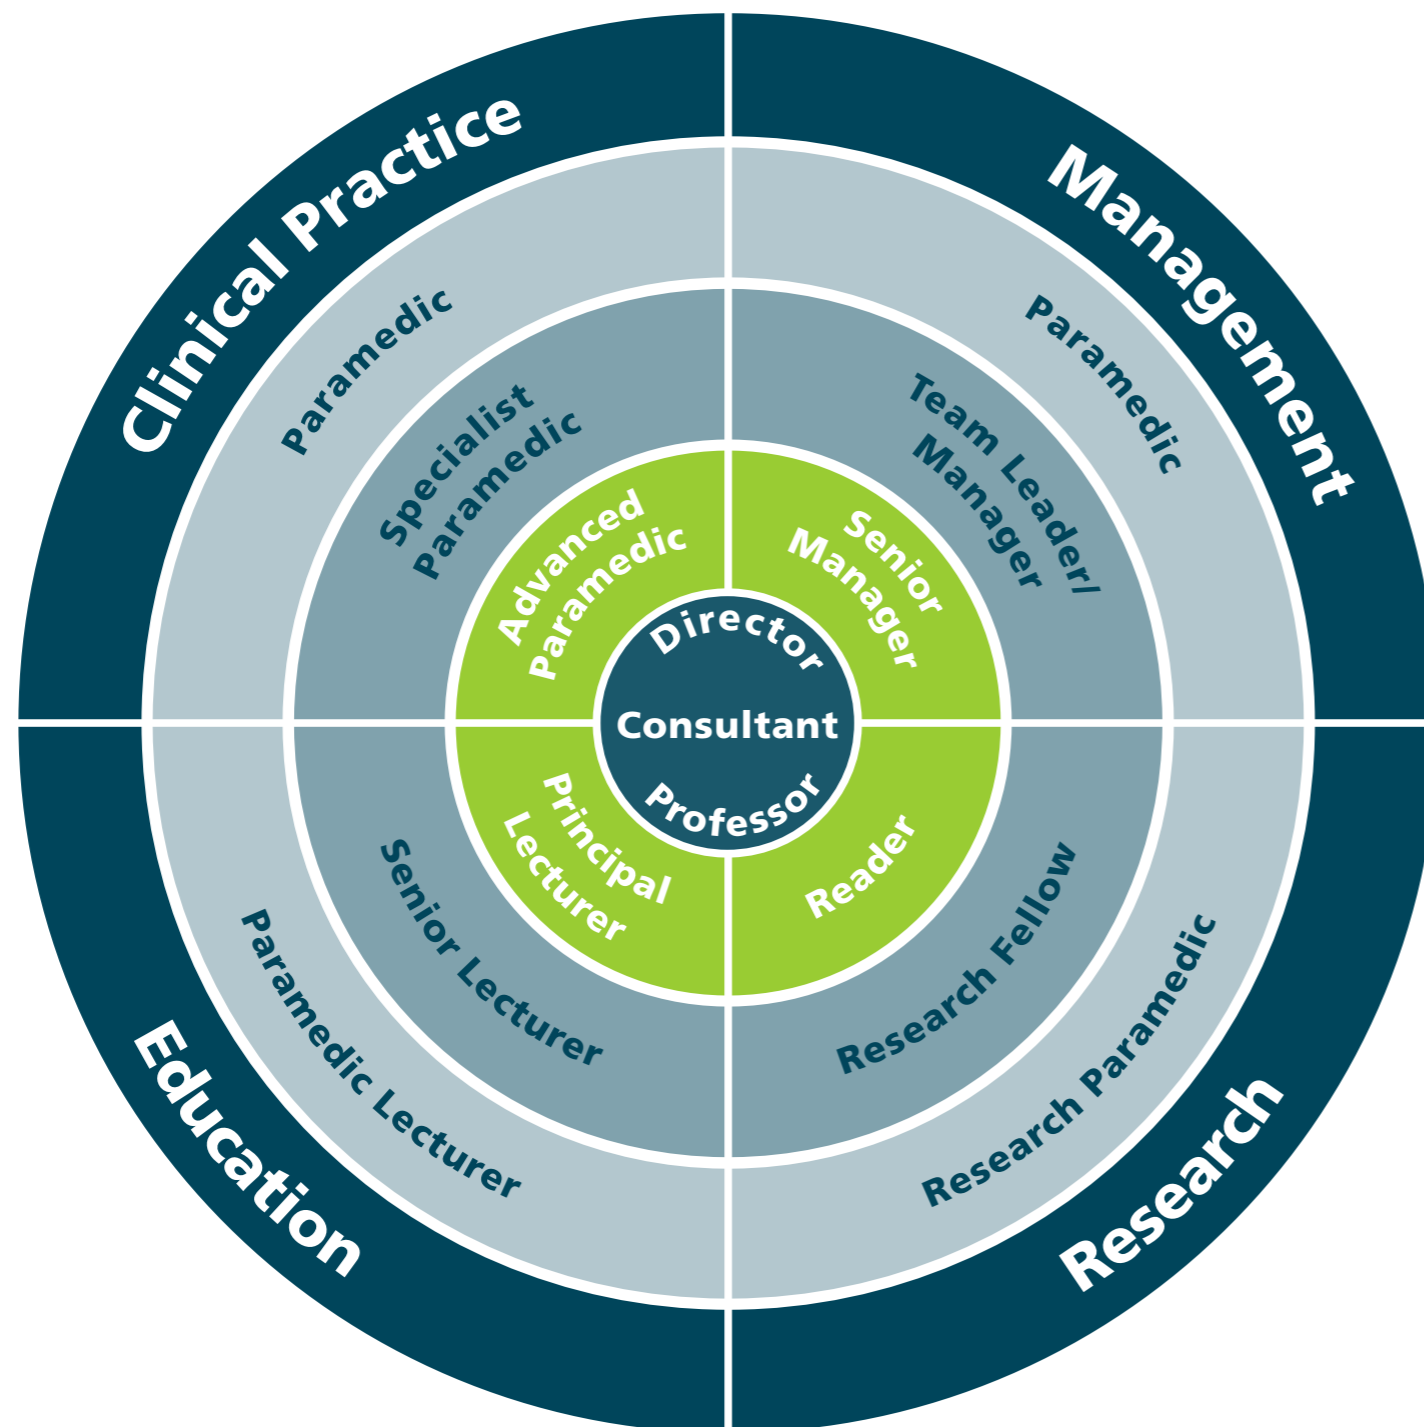 Clinical Practice
Management
Paramedic
Paramedic
Specialist
Paramedic
Team Leader/
Manager
Advanced
Paramedic
Senior
Manager
Director
Consultant
Professor
Principal
Lecturer
Reader
Senior Lecturer
Research Fellow
Paramedic Lecturer
Research Paramedic
Education
Research